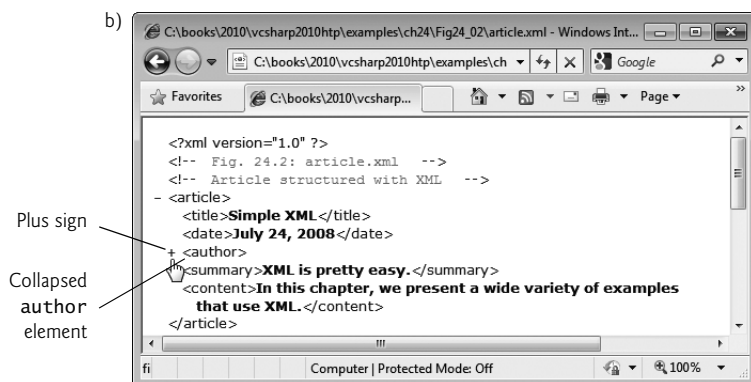 b)
C:\books\2010\vcsharp2010htp\examples\ch24\Fig24_02\article.xml - Windows Int...
C:\books\2010\vcsharp2010htp\examples\ch
Google
Favorites
C:\books\2010\vcsharp...
Page
<?xml version="1.0" ?>
<!-- Fig. 24.2: article.xml -->
<!-- Article structured with XML -->
- <article>
<title>Simple XML</title>
<date>July 24, 2008</date>
Plus sign
+ <author>
<summary>XML is pretty easy.</summary>
Collapsed
author
element
<content>In this chapter, we present a wide variety of examples
that use XML.</content>
</article>
fi
Computer | Protected Mode: Off
100%